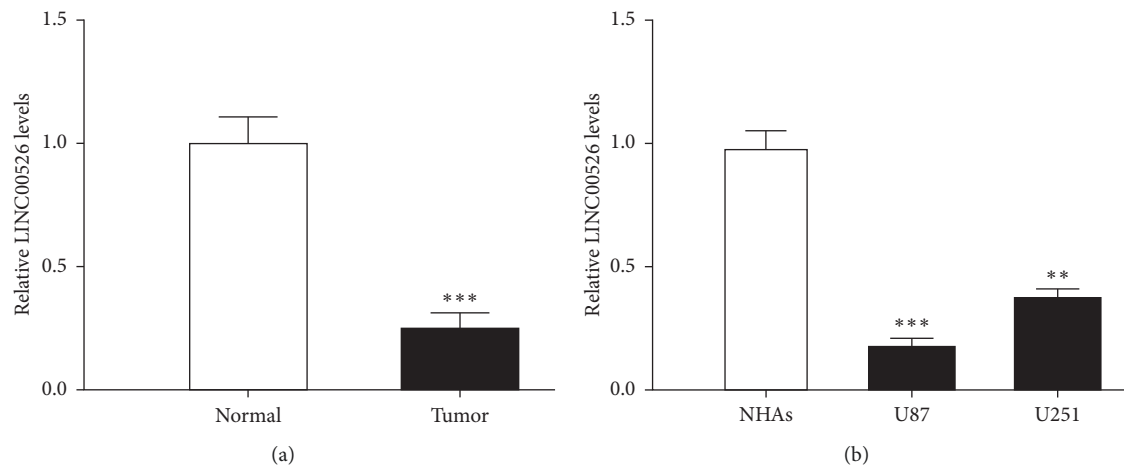 Relative LINC00526 levels
1.5
1.0
0.5
0.0
***
Normal
Tumor
(a)
Relative LINC00526 levels
1.5
1.0
0.5
0.0
***
**
NHAs
U87
U251
(b)